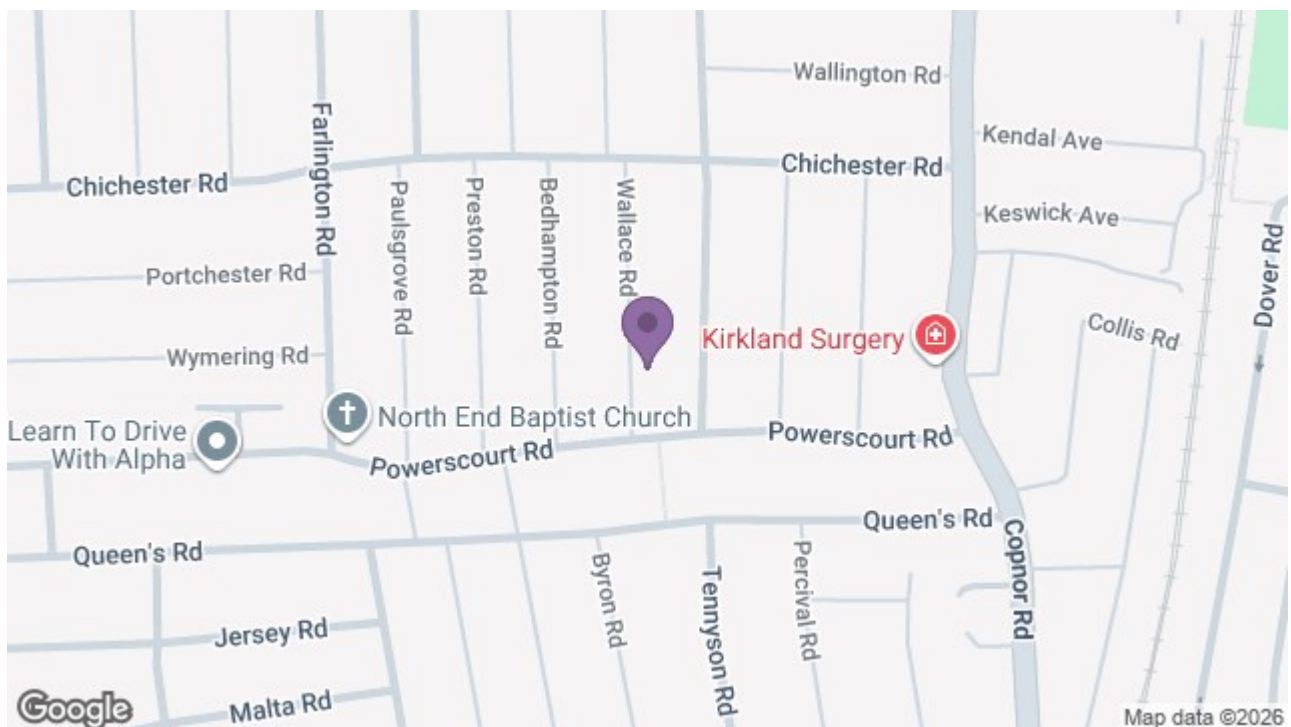 Wallington Rd
Farlington Rd
Kendal Ave
Chichester Rd
Chichester Rd
Paulsgrove Rd
Preston Rd
Bedhampton Rd
Wallace Rd
Keswick Ave
Dover Rd
Portchester Rd
Collis Rd
Kirkland Surgery
Wymering Rd
North End Baptist Church
Learn To Drive
With Alpha
Powerscourt Rd
Powerscourt Rd
Queen's Rd
Queen's Rd
Copnor Rd
Byron Rd
Tennyson Rd
Percival Rd
Jersey Rd
Malta Rd
Google
Map data ©2026